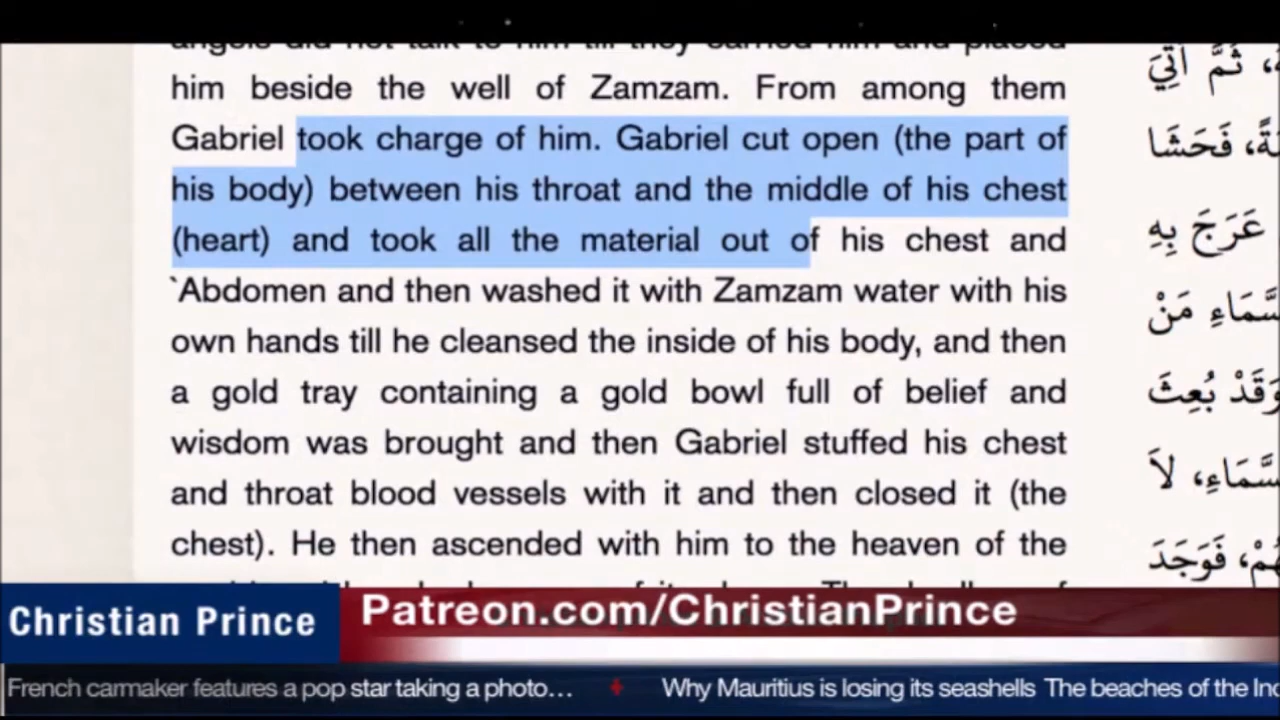 him beside the well of Zamzam. From among them
Gabriel took charge of him. Gabriel cut open (the part of
his body) between his throat and the middle of his chest
(heart) and took all the material out of his chest and
`Abdomen and then washed it with Zamzam water with his
own hands till he cleansed the inside of his body, and then
a gold tray containing a gold bowl full of belief and
wisdom was brought and then Gabriel stuffed his chest
and throat blood vessels with it and then closed it (the
chest). He then ascended with him to the heaven of the
ثُمَّ أُتِيَ
فَحَشَا
عَرَجَ بِهِ
مَنْ
وَقَدْ بُعِثَ
لاَ
فَوَجَدَ
Christian Prince
Patreon.com/ChristianPrince
French carmaker features a pop star taking a photo... Why Mauritius is losing its seashells The beaches of the